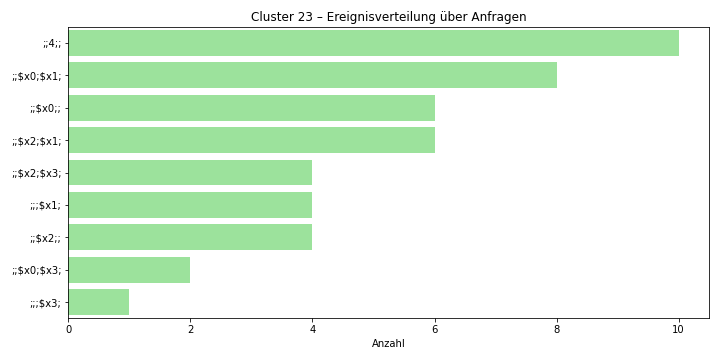 Cluster 23 – Ereignisverteilung über Anfragen
;;4;;
;;$x0;$x1;
;;$x0;;
;;$x2;$x1;
;;$x2;$x3;
;;;$x1;
;;$x2;;
;;$x0;$x3;
;;;$x3;
0 2 4 6 8 10
Anzahl